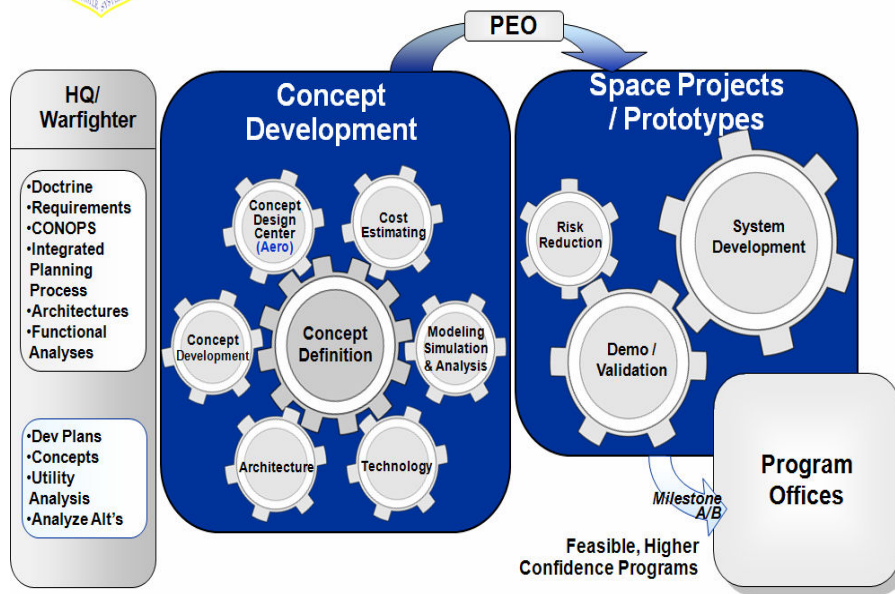 PEO
HQ/
Warfighter
•Doctrine
•Requirements
•CONOPS
•Integrated
Planning
Process
•Architectures
•Functional
Analyses
•Dev Plans
•Concepts
•Utility
Analysis
•Analyze Alt's
Concept
Development
Concept
Design
Center
(Aero)
Cost
Estimating
Concept
Development
Concept
Definition
Modeling
Simulation
& Analysis
Architecture
Technology
Space Projects
/ Prototypes
Risk
Reduction
System
Development
Demo /
Validation
Milestone
A/B
Program
Offices
Feasible, Higher
Confidence Programs